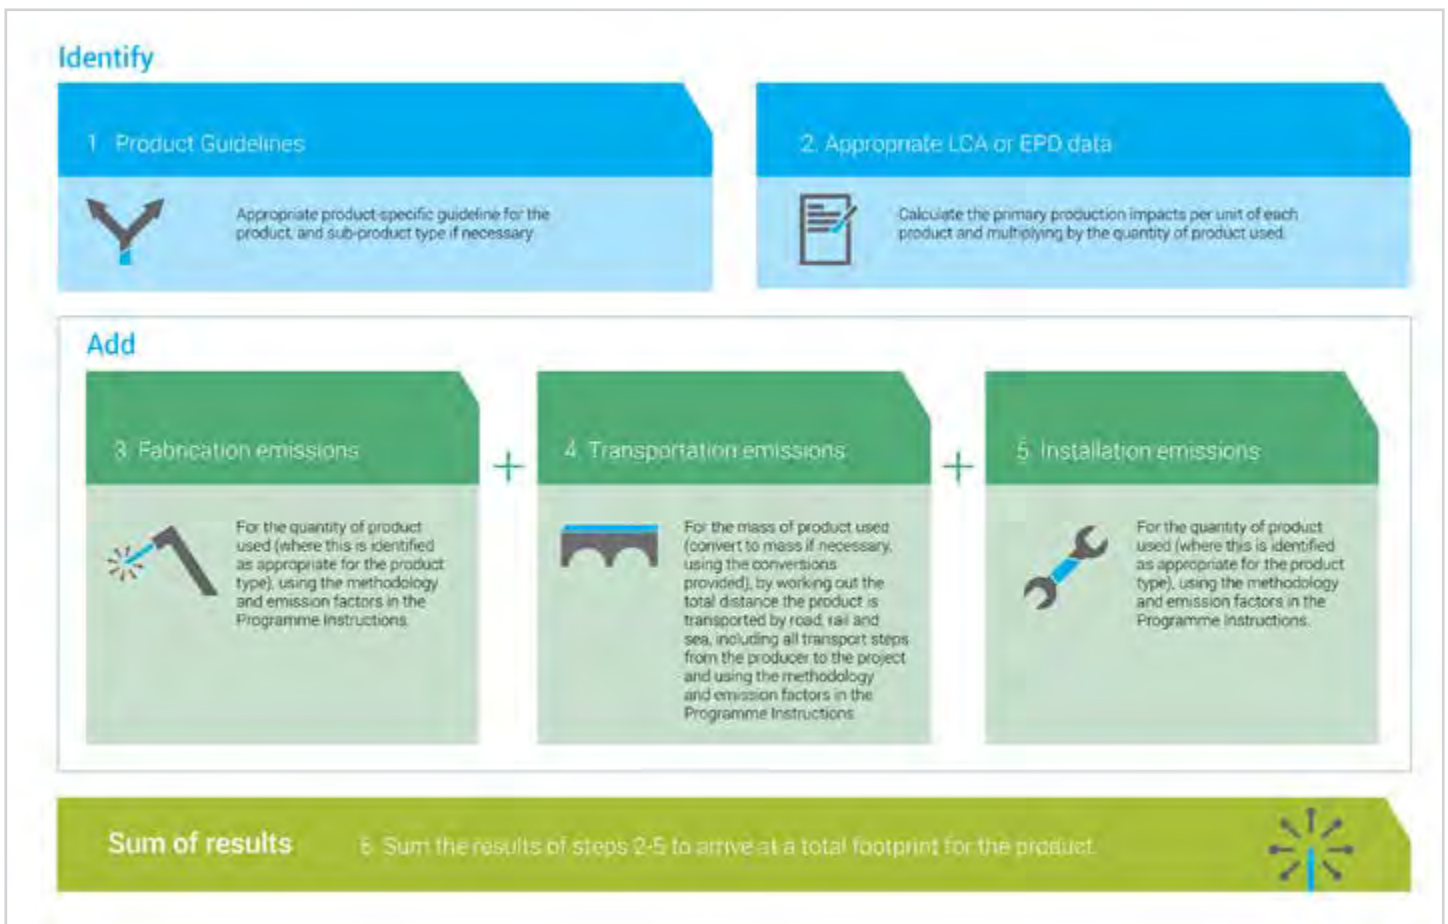 Identify
1. Product Guidelines
Appropriate product-specific guideline for the
product, and sub-product type if necessary
2. Appropriate LCA or EPD data
Calculate the primary production impacts per unit of each
product and multiplying by the quantity of product used.
Add
3. Fabrication emissions
For the quantity of product
used (where this is identified
as appropriate for the product
type), using the methodology
and emission factors in the
Programme Instructions.
+
4. Transportation emissions
For the mass of product used
(convert to mass if necessary,
using the conversions
provided), by working out the
total distance the product is
transported by road, rail and
sea, including all transport steps
from the producer to the project
and using the methodology
and emission factors in the
Programme Instructions
+
5. Installation emissions
For the quantity of product
used (where this is identified
as appropriate for the product
type), using the methodology
and emission factors in the
Programme Instructions.
Sum of results
6. Sum the results of steps 2-5 to arrive at a total footprint for the product.